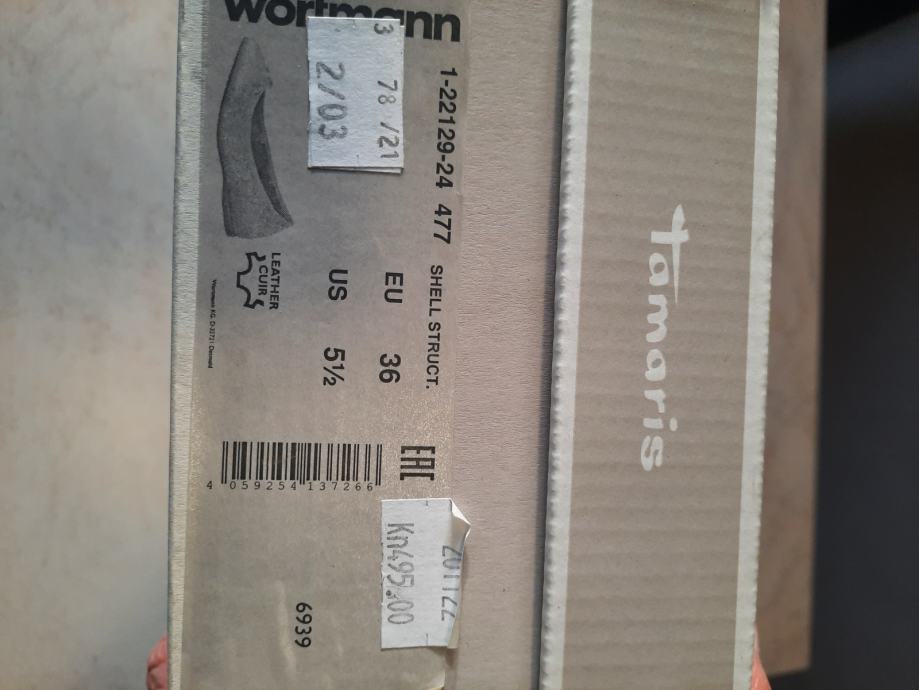 wortmann
3 78 /21
2/03
1-22129-24 477
SHELL STRUCT.
EU 36
US 5½
LEATHER
CUIR
EAC
4 059254 137266
Kn495.00
6939
tamaris